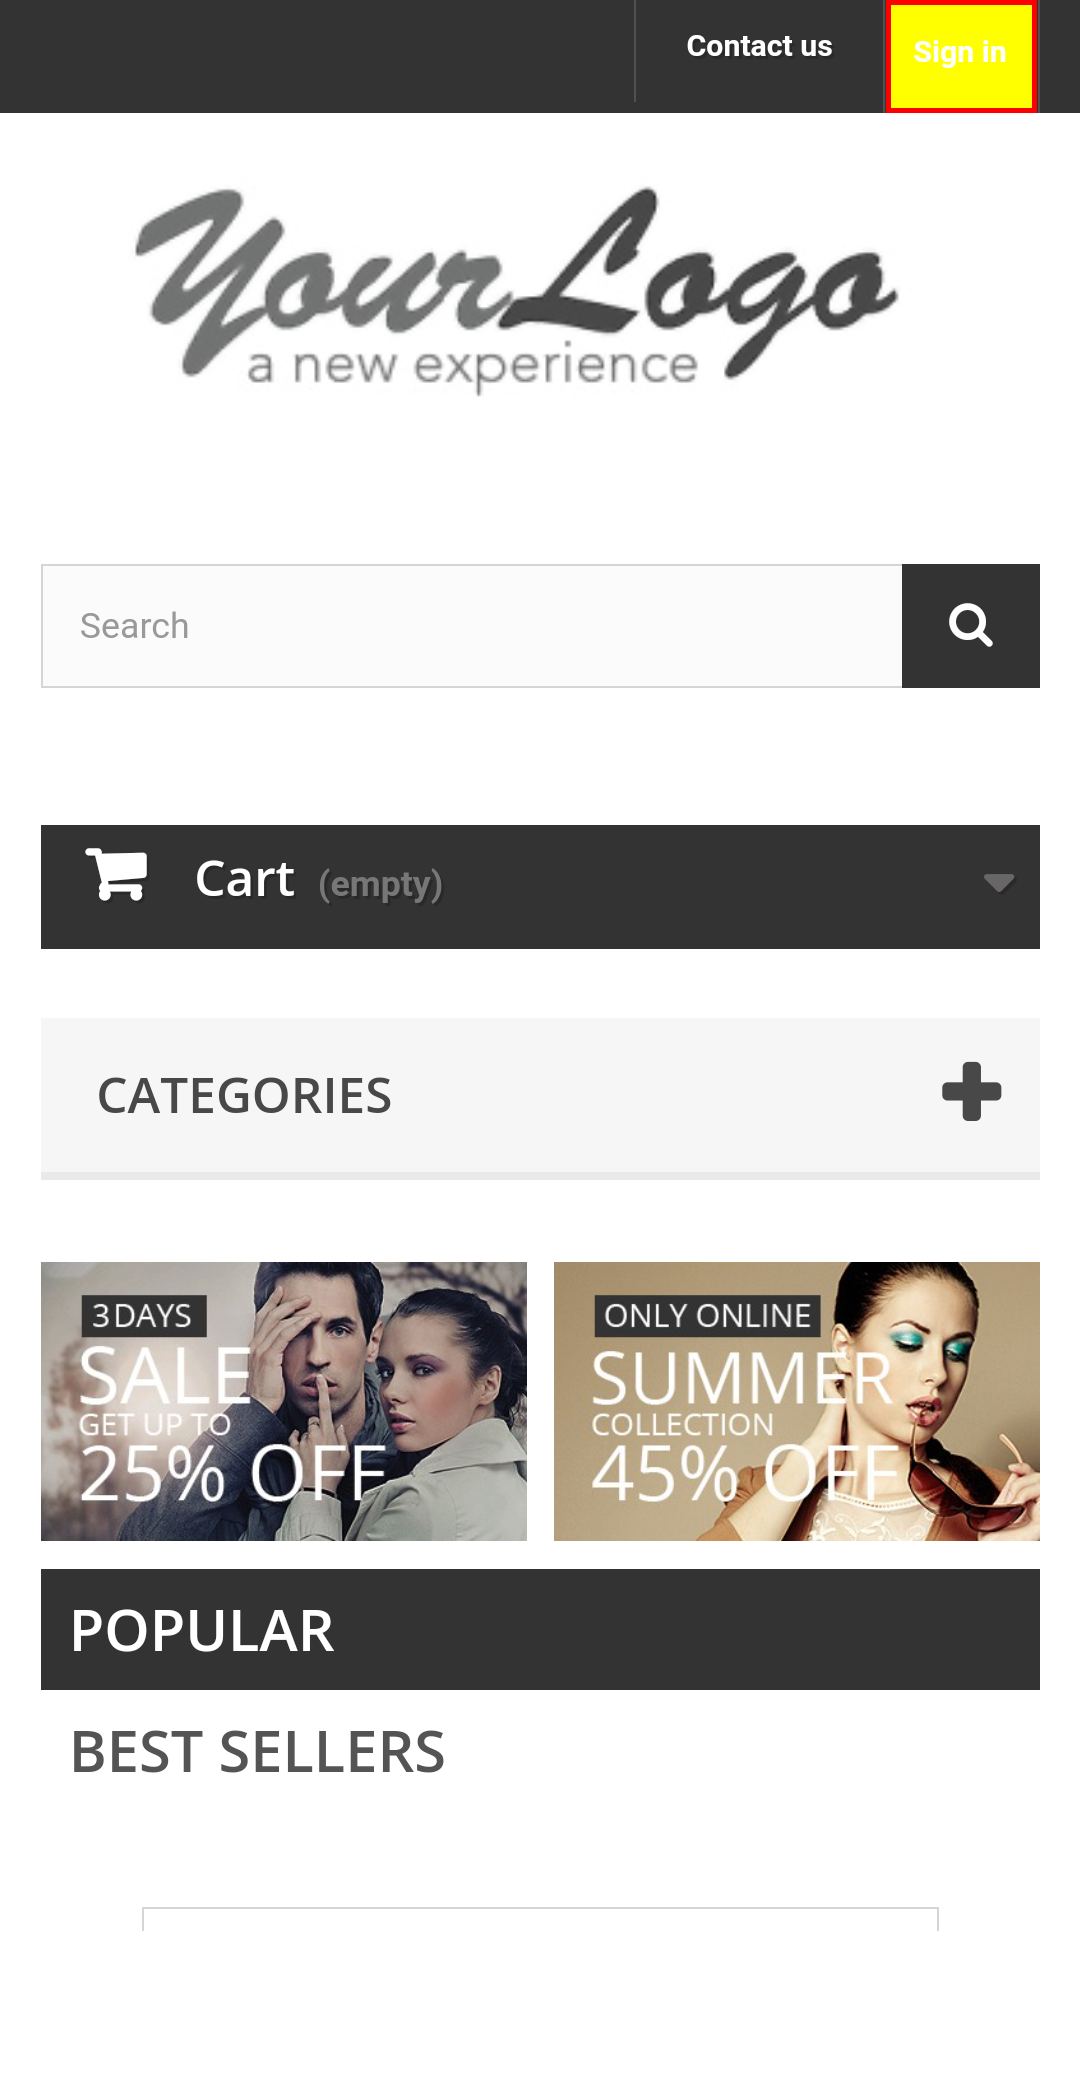 Contact us
Sign in
YourLogo
a new experience
Search
Cart (empty)
CATEGORIES
3 DAYS
SALE
GET UP TO
25% OFF
ONLY ONLINE
SUMMER
COLLECTION
45% OFF
POPULAR
BEST SELLERS